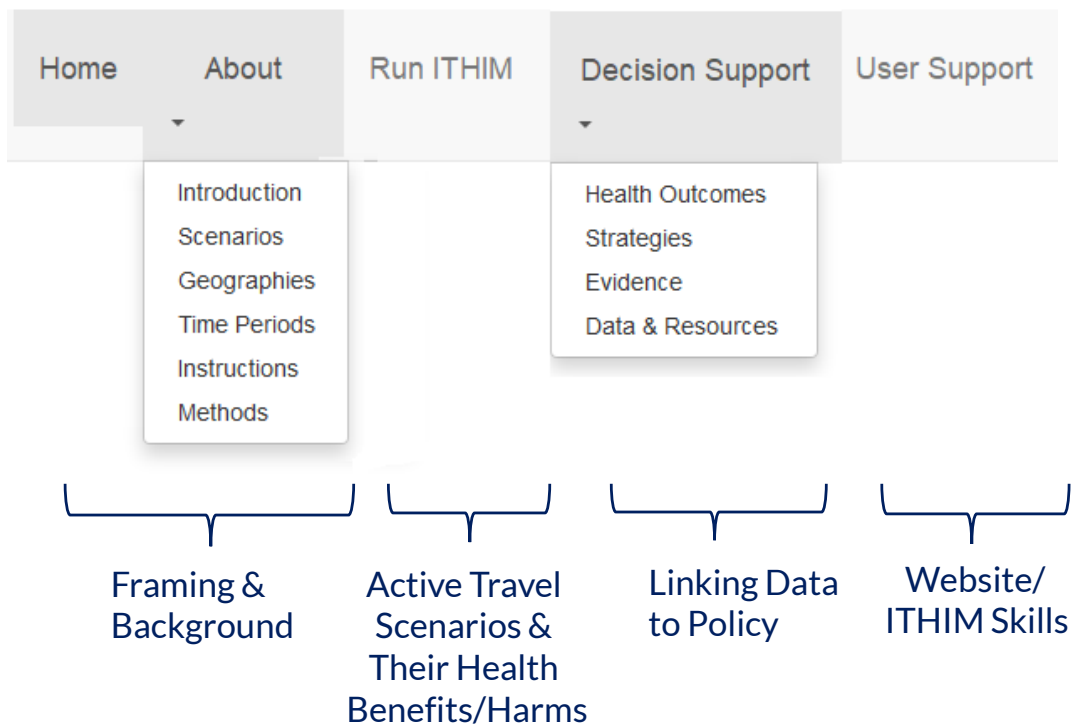 Home About Run ITHIM Decision Support User Support
Introduction
Scenarios
Geographies
Time Periods
Instructions
Methods
Health Outcomes
Strategies
Evidence
Data & Resources
Framing &
Background
Active Travel
Scenarios &
Their Health
Benefits/Harms
Linking Data
to Policy
Website/
ITHIM Skills